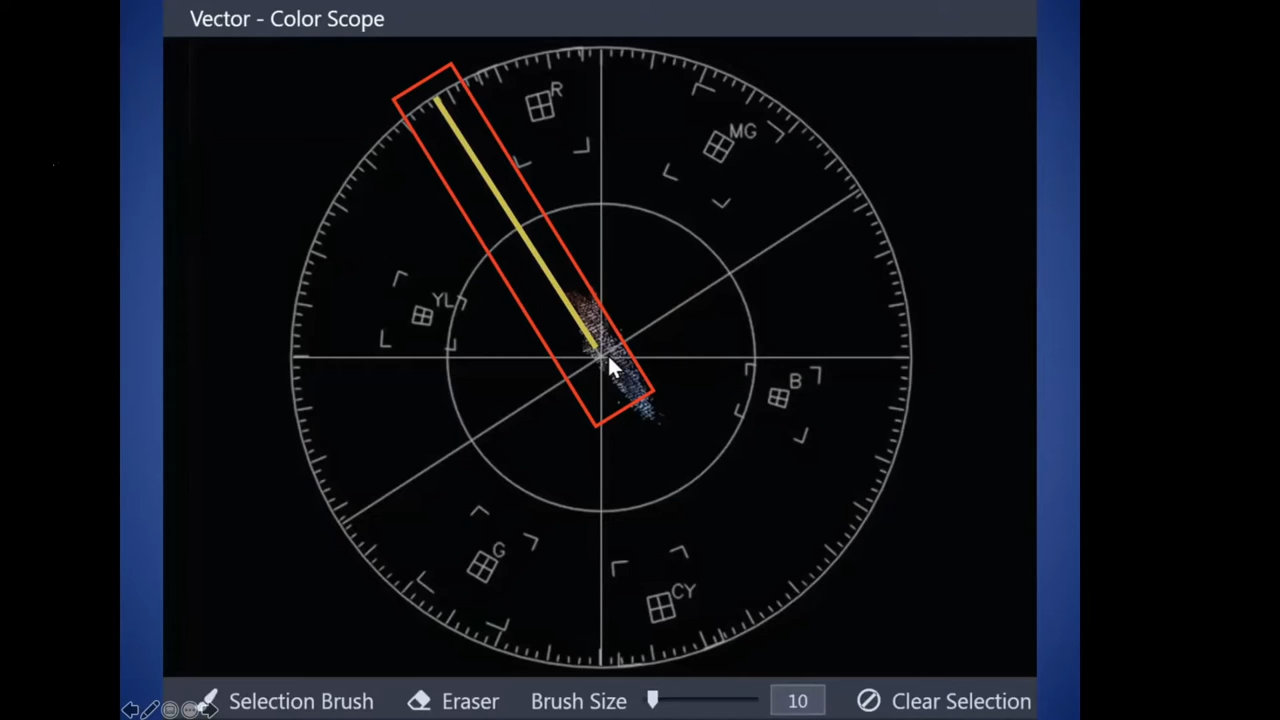 Vector - Color Scope
R
MG
YL
B
G
CY
Selection Brush Eraser Brush Size 10 Clear Selection